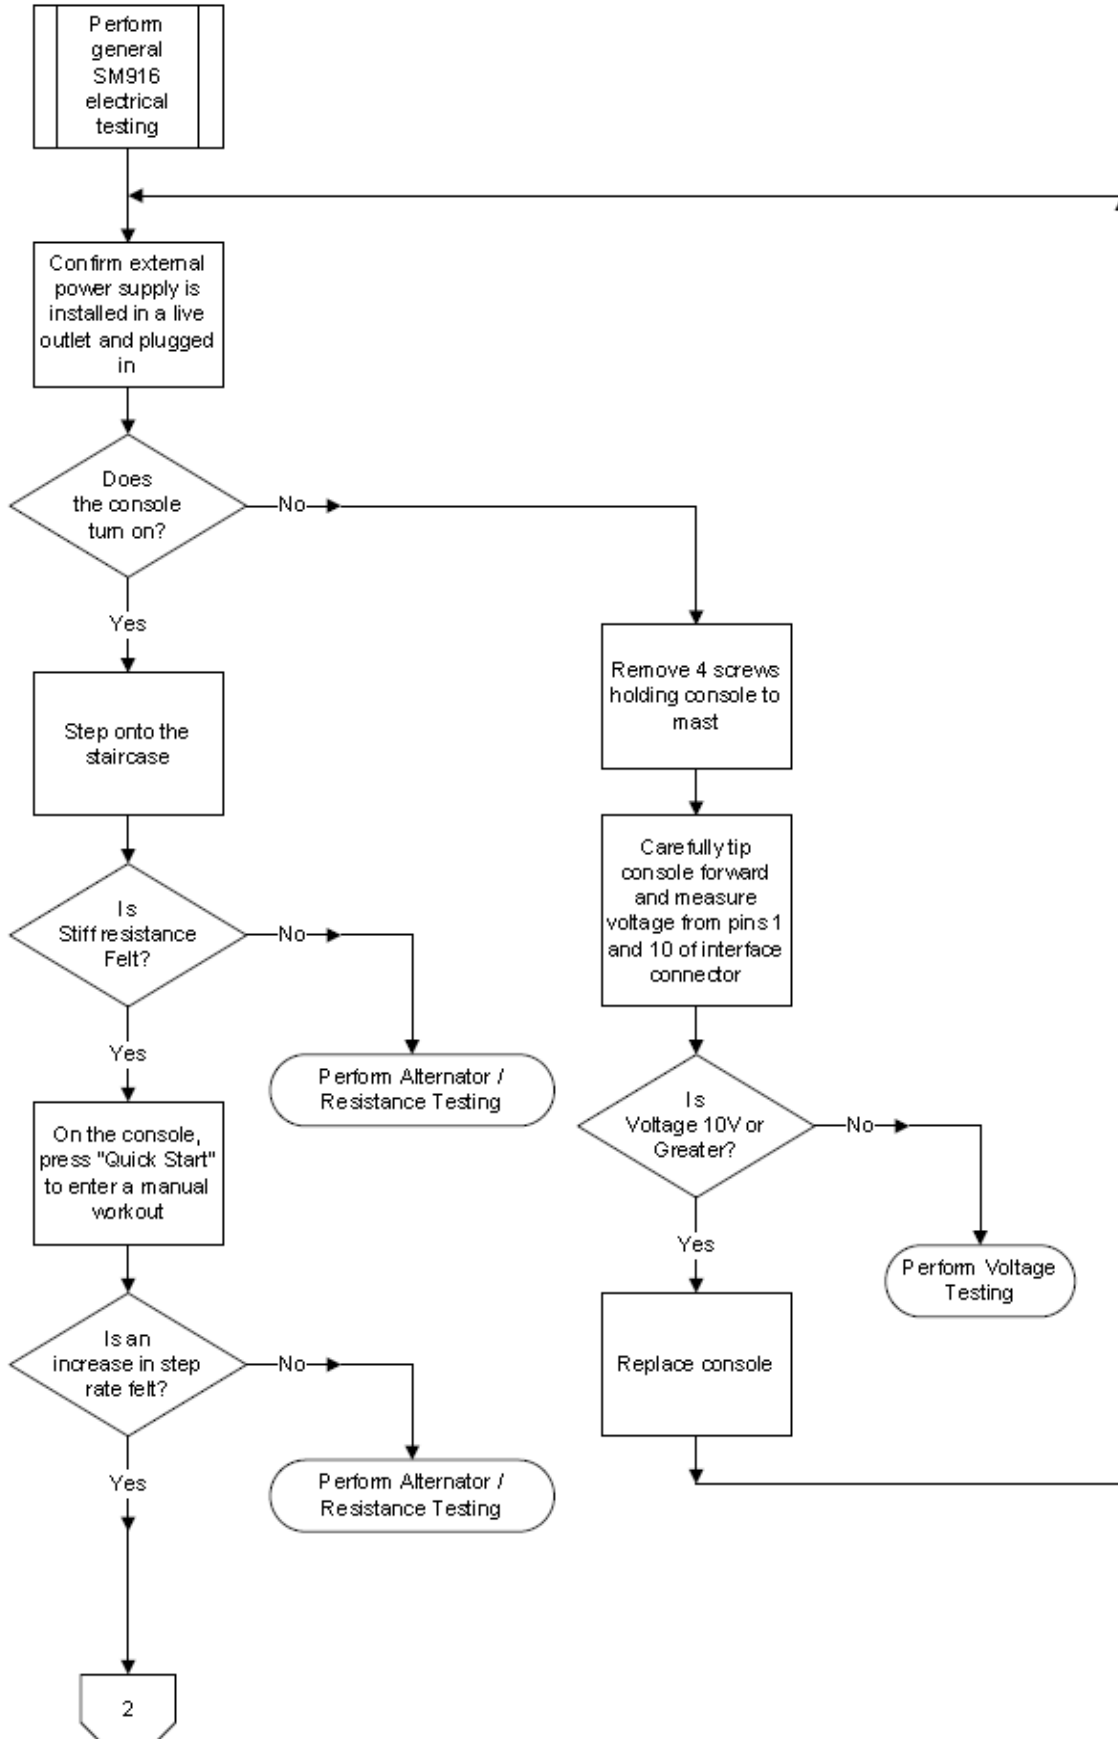 Perform
general
SM916
electrical
testing
Confirm external
power supply is
installed in a live
outlet and plugged
in
Does
the console
turn on?
No
Yes
Step onto the
staircase
Is
Stiff resistance
Felt?
No
Perform Alternator /
Resistance Testing
Yes
On the console,
press "Quick Start"
to enter a manual
workout
Is an
increase in step
rate felt?
No
Perform Alternator /
Resistance Testing
Yes
2
Remove 4 screws
holding console to
mast
Carefully tip
console forward
and measure
voltage from pins 1
and 10 of interface
connector
Is
Voltage 10V or
Greater?
No
Perform Voltage
Testing
Yes
Replace console